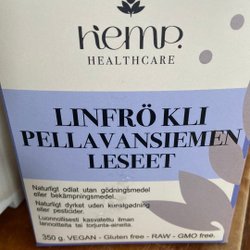 hemp.
HEALTHCARE
LINFRÖ KLI
PELLAVANSIEMEN
LESEET
Naturligt odlat utan gödningsmedel
eller bekämpningsmedel.
Naturligt dyrket uden kunstgødning
eller pesticider.
Luonnollisesti kasvatettu ilman
lannoitteita tai torjunta-aineita.
350 g. VEGAN - Gluten free - RAW - GMO free.